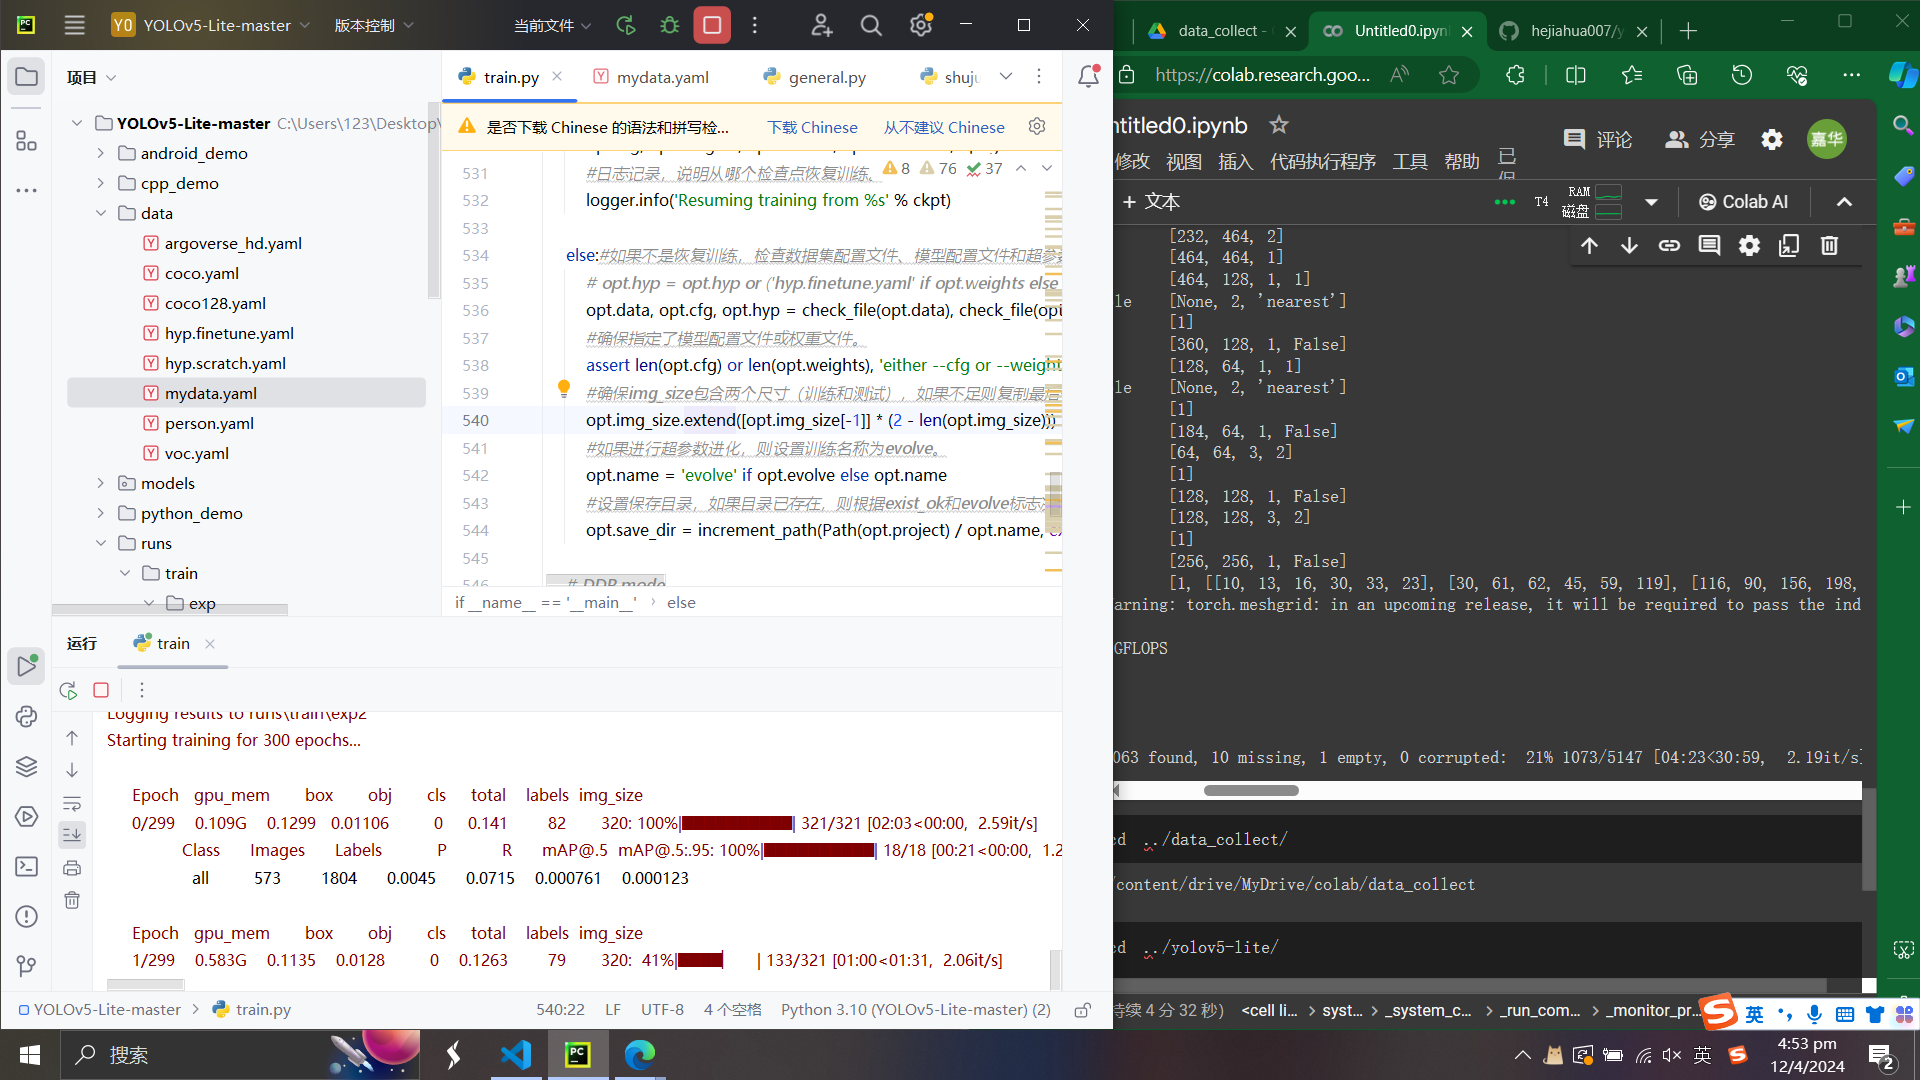 YO YOLOv5-Lite-master 版本控制 当前文件
项目
YOLOv5-Lite-master C:\Users\123\Desktop\
android_demo
cpp_demo
data
argoverse_hd.yaml
coco.yaml
coco128.yaml
hyp.finetune.yaml
hyp.scratch.yaml
mydata.yaml
person.yaml
voc.yaml
models
python_demo
runs
train
exp
train.py mydata.yaml general.py shuju
是否下载 Chinese 的语法和拼写检... 下载 Chinese 从不建议 Chinese
8 76 37
531 #日志记录，说明从哪个检查点恢复训练。
532 logger.info('Resuming training from %s' % ckpt)
533
534 else:#如果不是恢复训练，检查数据集配置文件、模型配置文件和超参数
535 # opt.hyp = opt.hyp or ('hyp.finetune.yaml' if opt.weights else
536 opt.data, opt.cfg, opt.hyp = check_file(opt.data), check_file(opt
537 #确保指定了模型配置文件或权重文件。
538 assert len(opt.cfg) or len(opt.weights), 'either --cfg or --weight
539 #确保img_size包含两个尺寸（训练和测试），如果不足则复制最后
540 opt.img_size.extend([opt.img_size[-1]] * (2 - len(opt.img_size)))
541 #如果进行超参数进化，则设置训练名称为evolve。
542 opt.name = 'evolve' if opt.evolve else opt.name
543 #设置保存目录，如果目录已存在，则根据exist_ok和evolve标志
544 opt.save_dir = increment_path(Path(opt.project) / opt.name, ex
545
546 # DDP mode
if __name__ == '__main__' › else
运行 train
Logging results to runs\train\exp2
Starting training for 300 epochs...
Epoch gpu_mem box obj cls total labels img_size
0/299 0.109G 0.1299 0.01106 0 0.141 82 320: 100%| | 321/321 [02:03<00:00, 2.59it/s]
Class Images Labels P R mAP@.5 mAP@.5:.95: 100%| | 18/18 [00:21<00:00, 1.2
all 573 1804 0.0045 0.0715 0.000761 0.000123
Epoch gpu_mem box obj cls total labels img_size
1/299 0.583G 0.1135 0.0128 0 0.1263 79 320: 41%| | 133/321 [01:00<01:31, 2.06it/s]
YOLOv5-Lite-master › train.py 540:22 LF UTF-8 4 个空格 Python 3.10 (YOLOv5-Lite-master) (2)
data_collect - Untitled0.ipyn hejiahua007/y
https://colab.research.goo...
ntitled0.ipynb
评论 分享 嘉华
修改 视图 插入 代码执行程序 工具 帮助 已
+ 文本 T4 RAM 磁盘 Colab AI
[232, 464, 2]
[464, 464, 1]
[464, 128, 1, 1]
le [None, 2, 'nearest']
[1]
[360, 128, 1, False]
[128, 64, 1, 1]
le [None, 2, 'nearest']
[1]
[184, 64, 1, False]
[64, 64, 3, 2]
[1]
[128, 128, 1, False]
[128, 128, 3, 2]
[1]
[256, 256, 1, False]
[1, [[10, 13, 16, 30, 33, 23], [30, 61, 62, 45, 59, 119], [116, 90, 156, 198,
arning: torch.meshgrid: in an upcoming release, it will be required to pass the ind
GFLOPS
063 found, 10 missing, 1 empty, 0 corrupted: 21% 1073/5147 [04:23<30:59, 2.19it/s]
cd ../data_collect/
/content/drive/MyDrive/colab/data_collect
cd ../yolov5-lite/
持续 4 分 32 秒） <cell li... › syst... › _system_c... › _run_com... › _monitor_pr...
英
搜索
英
4:53 pm
12/4/2024
2